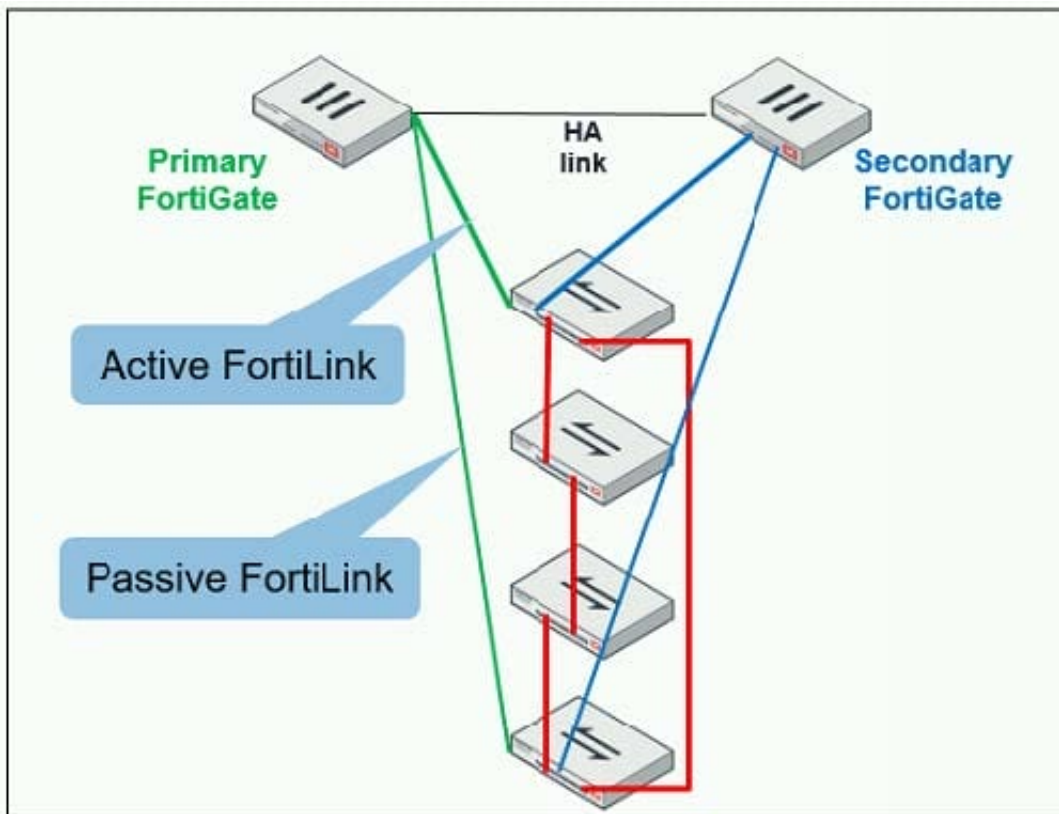 HA
link
Primary
FortiGate
Secondary
FortiGate
Active FortiLink
Passive FortiLink